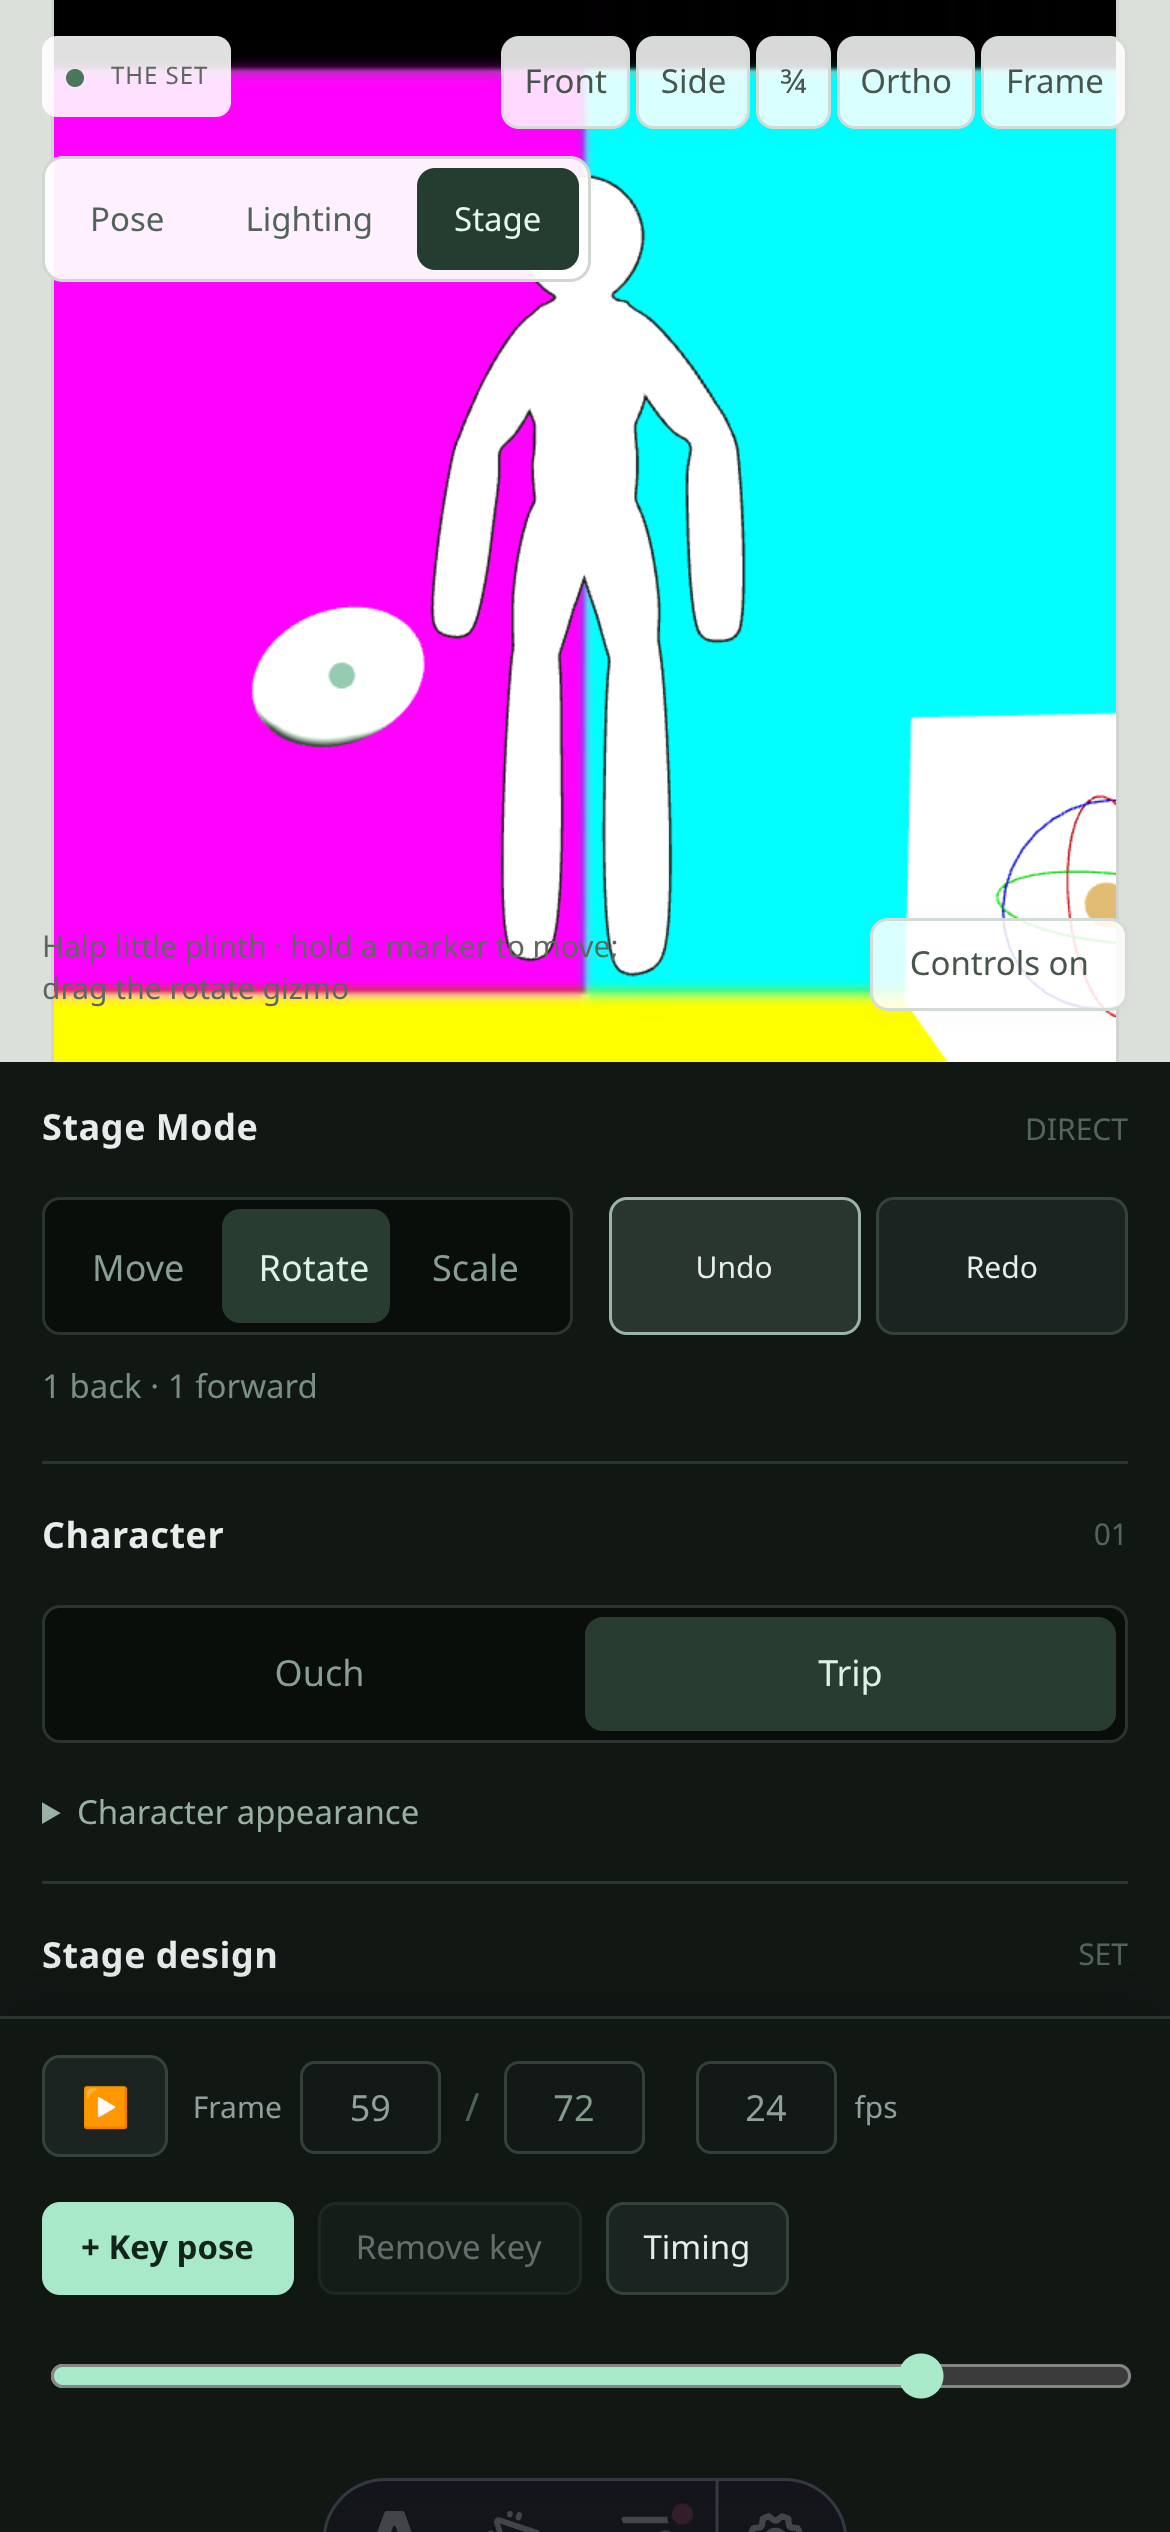 THE SET
Front Side ¾ Ortho Frame
Pose Lighting Stage
Halp little plinth · hold a marker to move;
drag the rotate gizmo
Controls on
Stage Mode DIRECT
Move Rotate Scale Undo Redo
1 back · 1 forward
Character 01
Ouch Trip
Character appearance
Stage design SET
Frame 59 / 72 24 fps
+ Key pose Remove key Timing